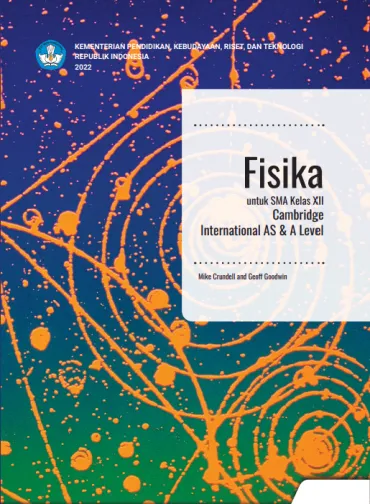 KEMENTERIAN PENDIDIKAN, KEBUDAYAAN, RISET, DAN TEKNOLOGI
REPUBLIK INDONESIA
2022
Fisika
untuk SMA Kelas XII
Cambridge
International AS & A Level
Mike Crundell and Geoff Goodwin